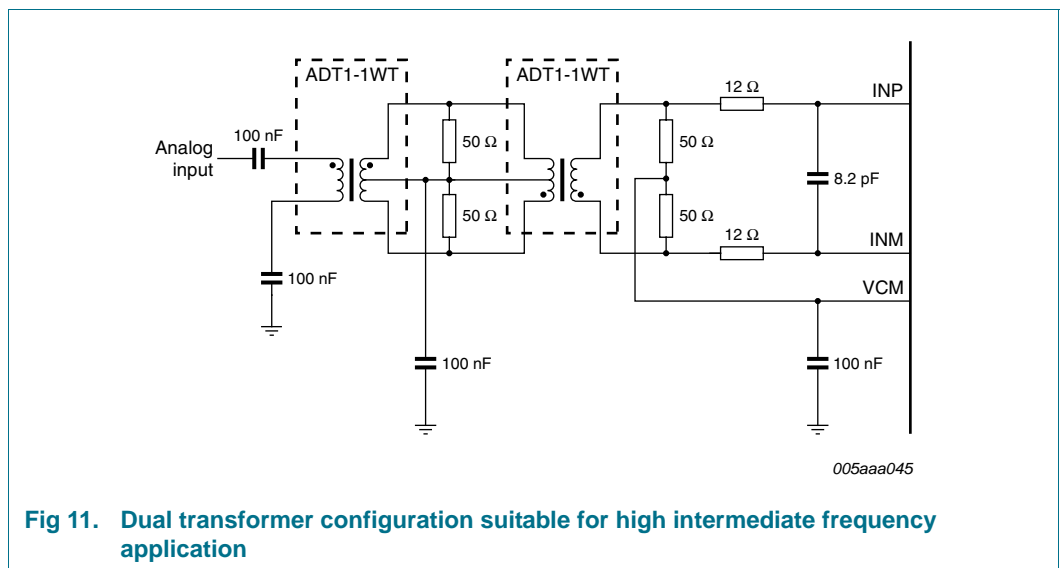 ADT1-1WT
ADT1-1WT
12 Ω
INP
100 nF
Analog
input
50 Ω
50 Ω
8.2 pF
50 Ω
50 Ω
12 Ω
INM
100 nF
VCM
100 nF
100 nF
005aaa045
Fig 11. Dual transformer configuration suitable for high intermediate frequency
application